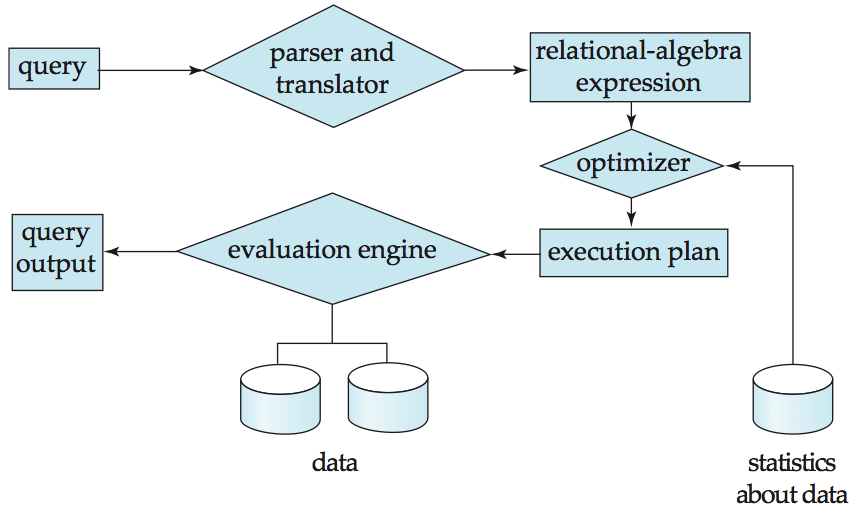 query
parser and
translator
relational-algebra
expression
optimizer
query
output
evaluation engine
execution plan
data
statistics
about data